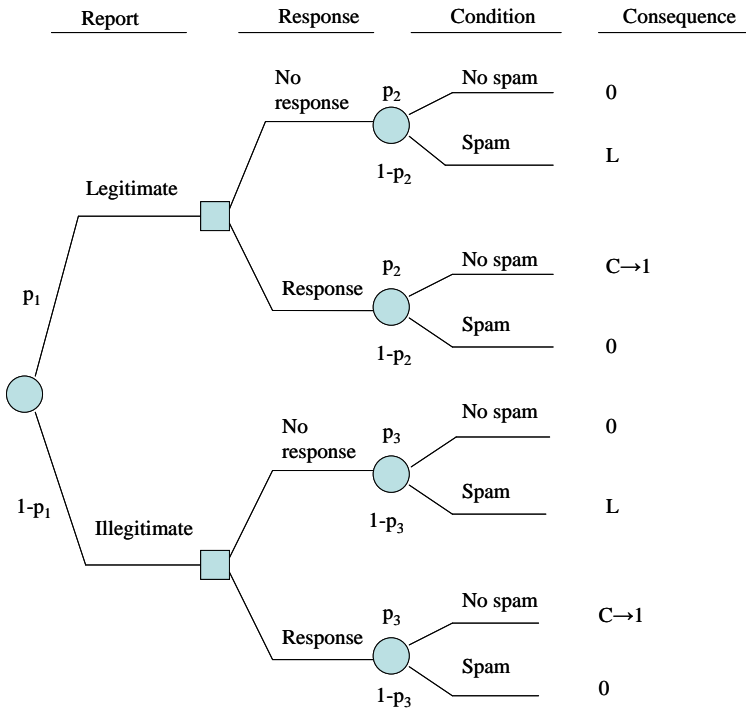 Report
Response
Condition
Consequence
No
response
p₂
No spam
0
Spam
L
1-p₂
Legitimate
p₂
No spam
C→1
Response
Spam
0
1-p₂
p₁
No
response
p₃
No spam
0
Spam
L
1-p₃
1-p₁
Illegitimate
p₃
No spam
C→1
Response
Spam
0
1-p₃